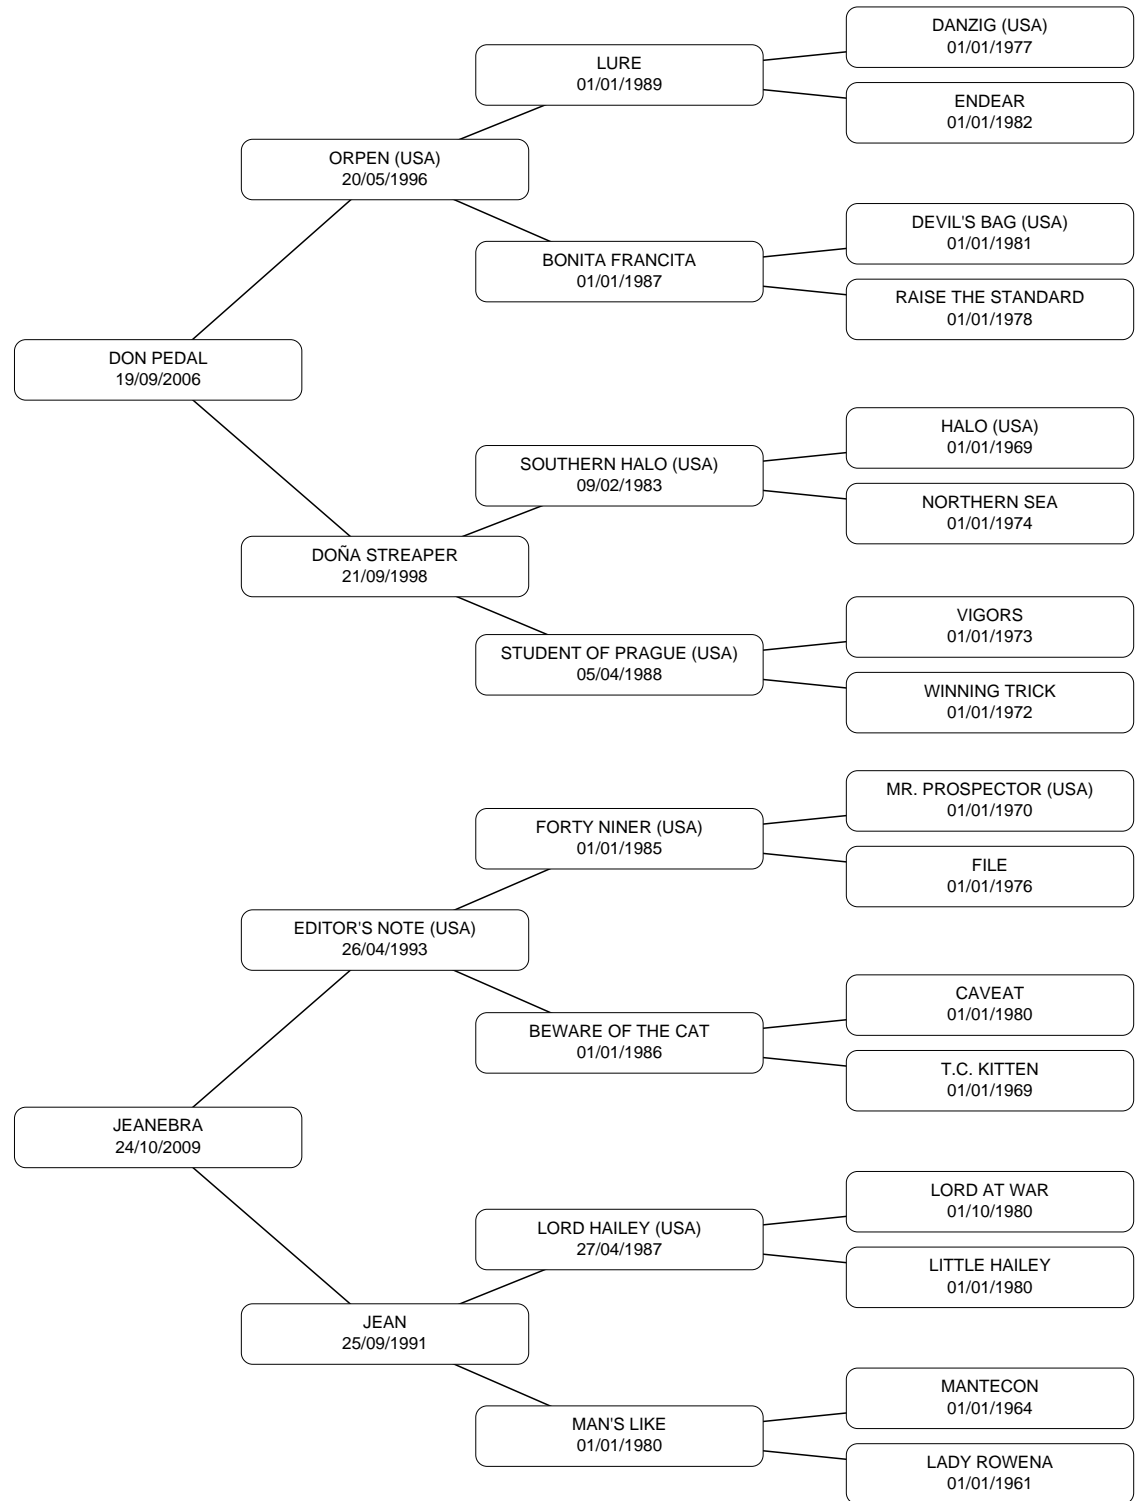 DANZIG (USA)
01/01/1977
LURE
01/01/1989
ENDEAR
01/01/1982
ORPEN (USA)
20/05/1996
DEVIL'S BAG (USA)
01/01/1981
BONITA FRANCITA
01/01/1987
RAISE THE STANDARD
01/01/1978
DON PEDAL
19/09/2006
HALO (USA)
01/01/1969
SOUTHERN HALO (USA)
09/02/1983
NORTHERN SEA
01/01/1974
DOÑA STREAPER
21/09/1998
VIGORS
01/01/1973
STUDENT OF PRAGUE (USA)
05/04/1988
WINNING TRICK
01/01/1972
MR. PROSPECTOR (USA)
01/01/1970
FORTY NINER (USA)
01/01/1985
FILE
01/01/1976
EDITOR'S NOTE (USA)
26/04/1993
CAVEAT
01/01/1980
BEWARE OF THE CAT
01/01/1986
T.C. KITTEN
01/01/1969
JEANEBRA
24/10/2009
LORD AT WAR
01/10/1980
LORD HAILEY (USA)
27/04/1987
LITTLE HAILEY
01/01/1980
JEAN
25/09/1991
MANTECON
01/01/1964
MAN'S LIKE
01/01/1980
LADY ROWENA
01/01/1961